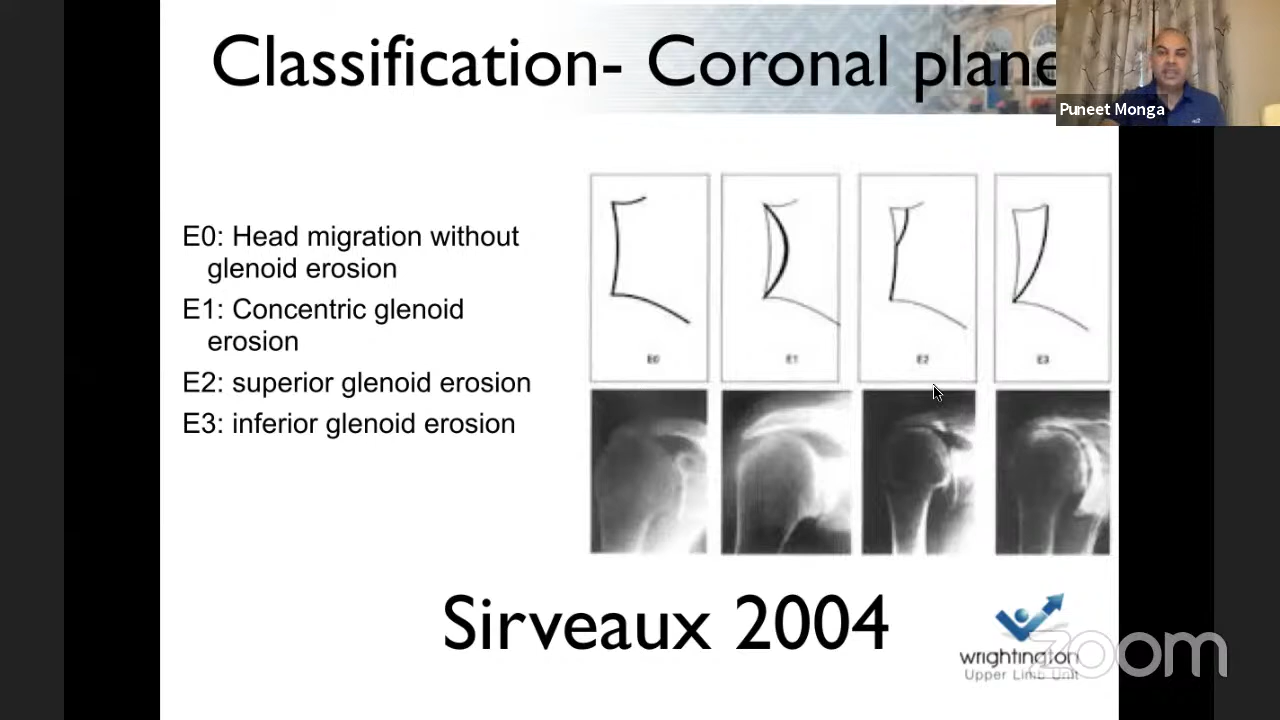 Classification- Coronal plane
Puneet Monga
E0: Head migration without
glenoid erosion
E1: Concentric glenoid
erosion
E2: superior glenoid erosion
E3: inferior glenoid erosion
E0
E1
E2
E3
Sirveaux 2004
wrightington
Upper Limb Unit
zoom